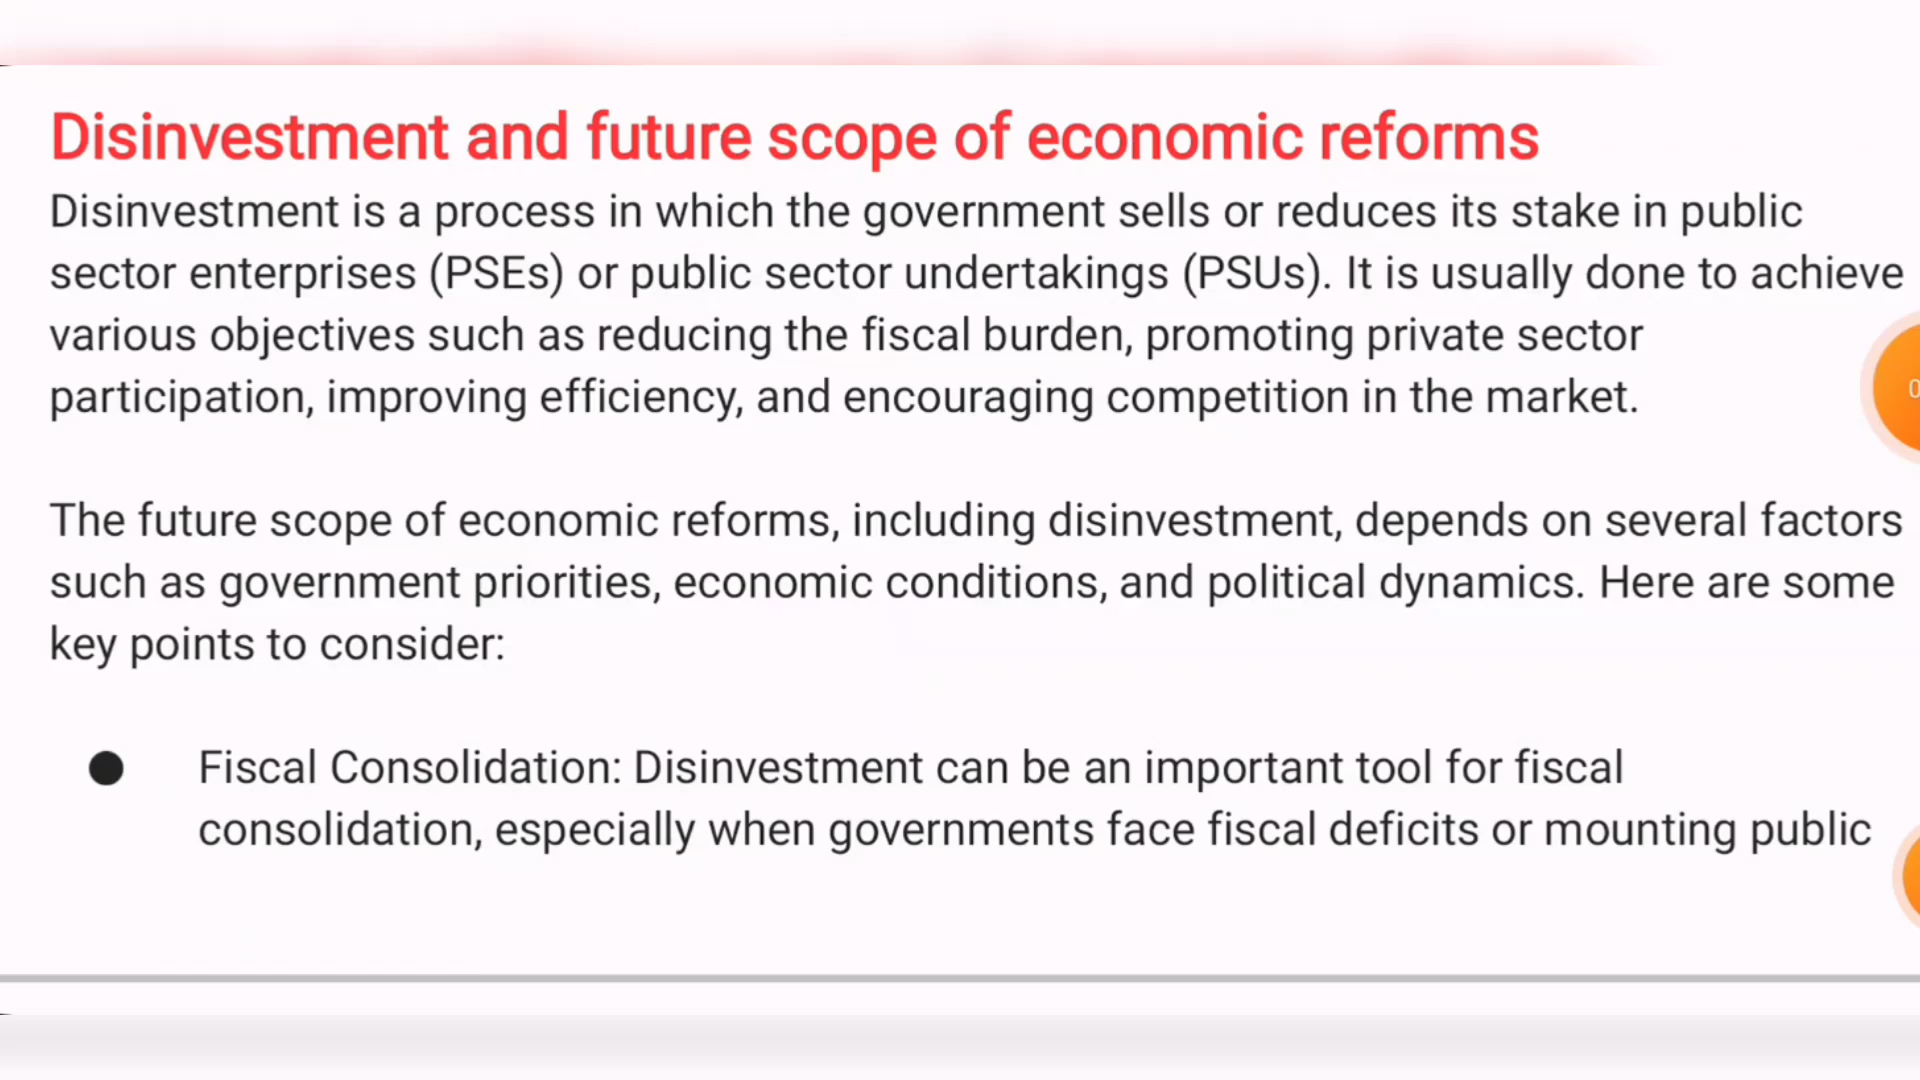 Disinvestment and future scope of economic reforms
Disinvestment is a process in which the government sells or reduces its stake in public
sector enterprises (PSEs) or public sector undertakings (PSUs). It is usually done to achieve
various objectives such as reducing the fiscal burden, promoting private sector
participation, improving efficiency, and encouraging competition in the market.
The future scope of economic reforms, including disinvestment, depends on several factors
such as government priorities, economic conditions, and political dynamics. Here are some
key points to consider:
● Fiscal Consolidation: Disinvestment can be an important tool for fiscal
consolidation, especially when governments face fiscal deficits or mounting public